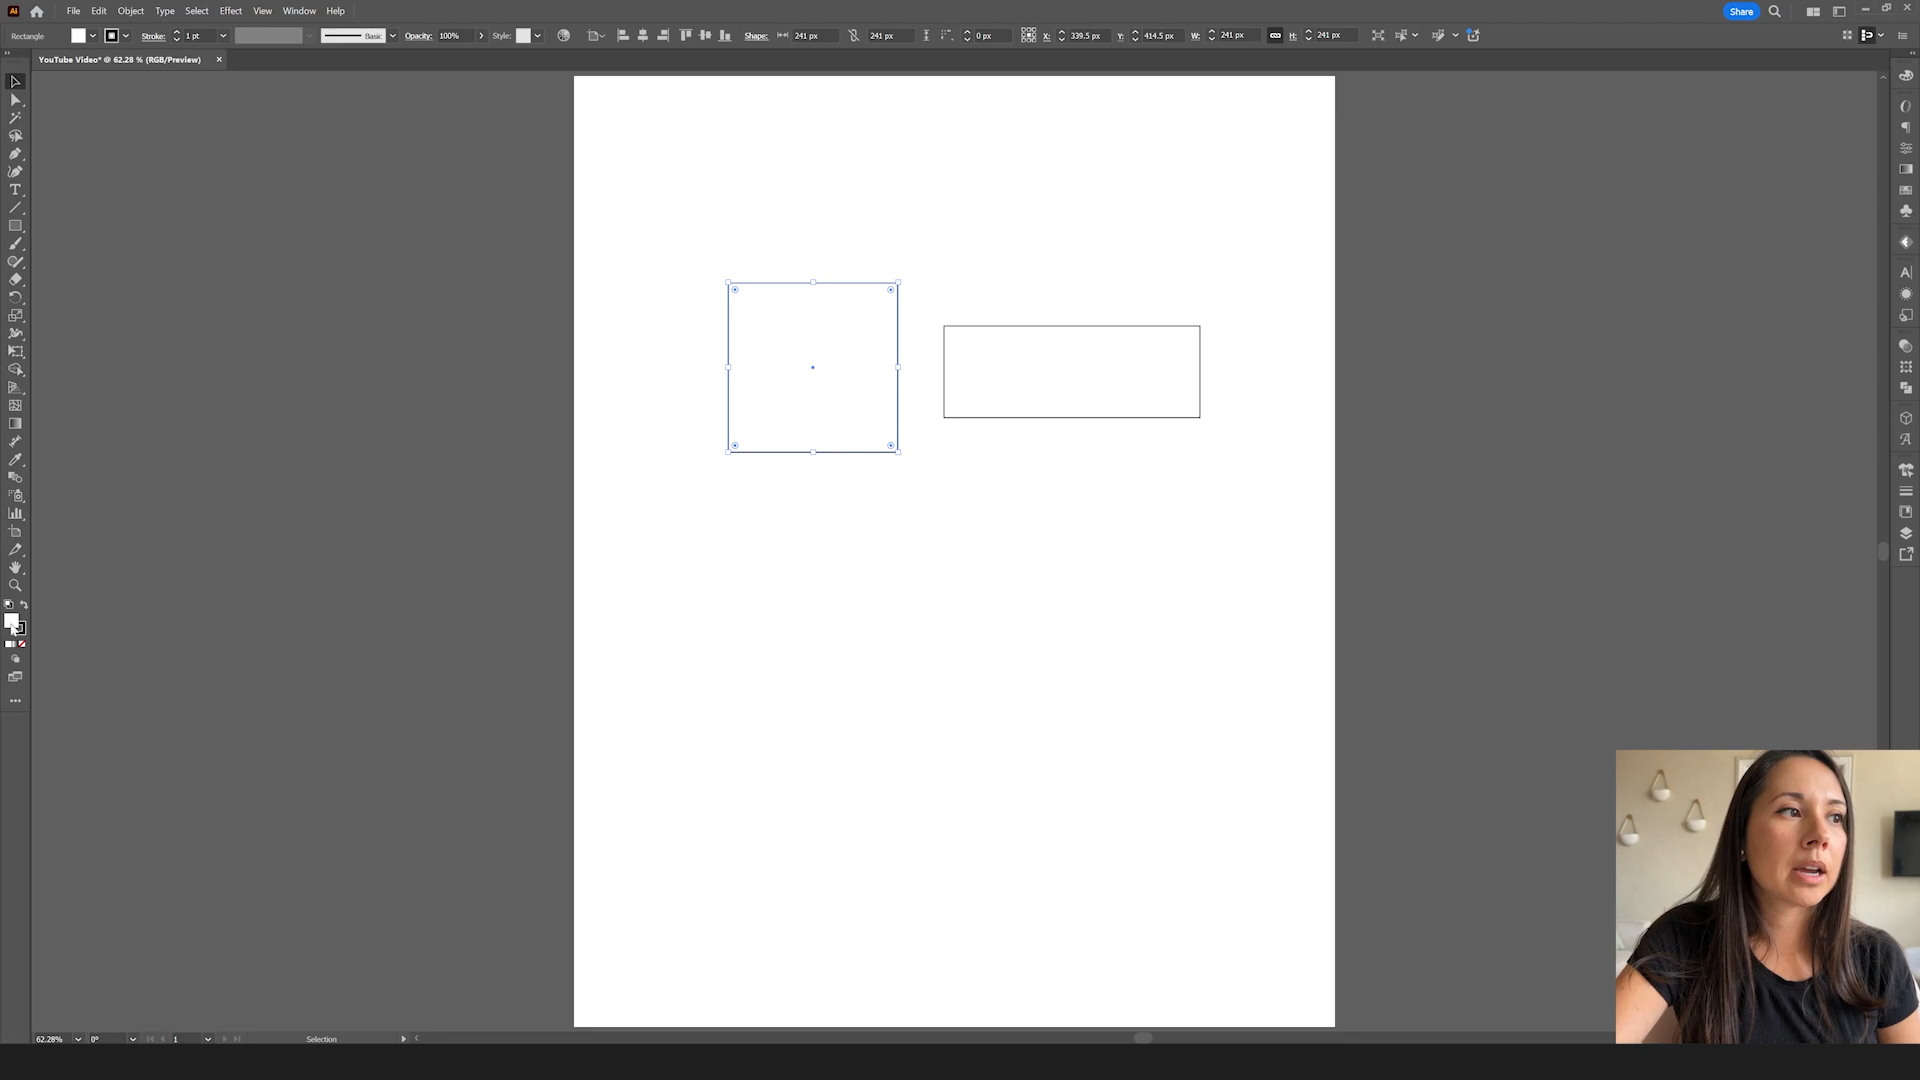 Ai File Edit Object Type Select Effect View Window Help Share
Rectangle Stroke: 1 pt Basic Opacity: 100% Style: Shape: 241 px 241 px 0 px X: 339.5 px Y: 414.5 px W: 241 px H: 241 px
YouTube Video* @ 62.28 % (RGB/Preview) ×
62.28% 0° 1 Selection